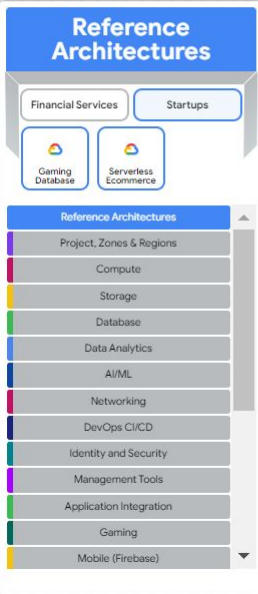 Reference
Architectures
Financial Services
Startups
Gaming
Database
Serverless
Ecommerce
Reference Architectures
Project, Zones & Regions
Compute
Storage
Database
Data Analytics
AI/ML
Networking
DevOps CI/CD
Identity and Security
Management Tools
Application Integration
Gaming
Mobile (Firebase)